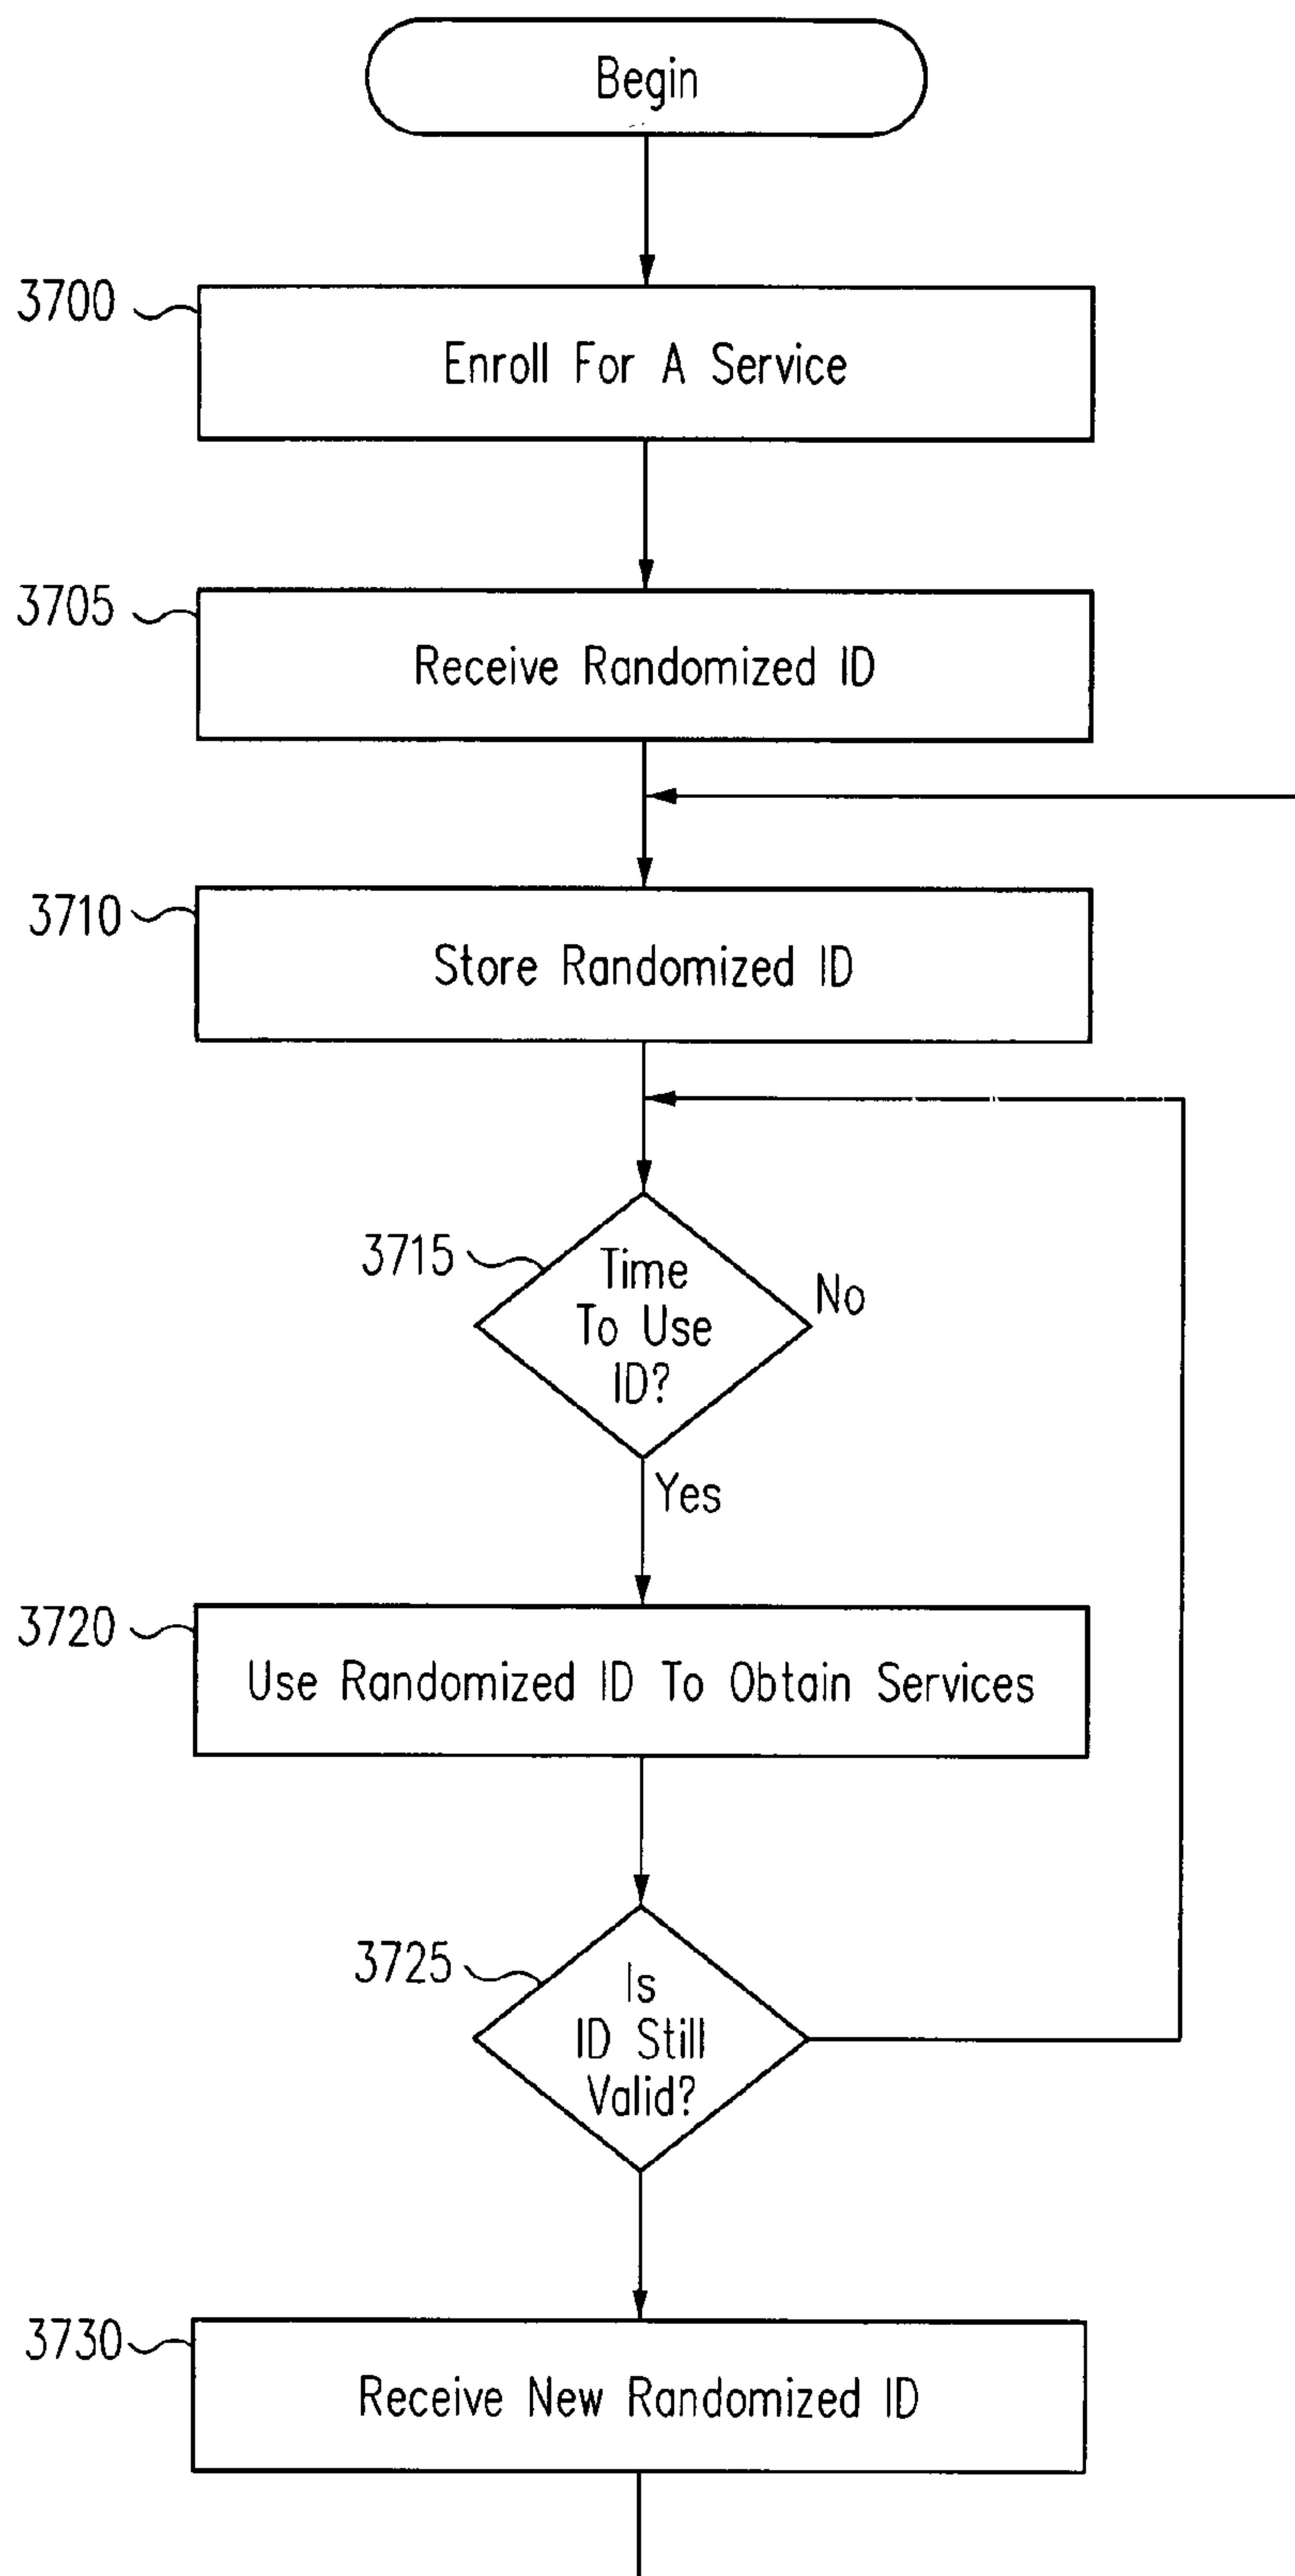 Begin
3700
Enroll For A Service
3705
Receive Randomized ID
3710
Store Randomized ID
3715
Time
To Use
ID?
No
Yes
3720
Use Randomized ID To Obtain Services
3725
Is
ID Still
Valid?
3730
Receive New Randomized ID